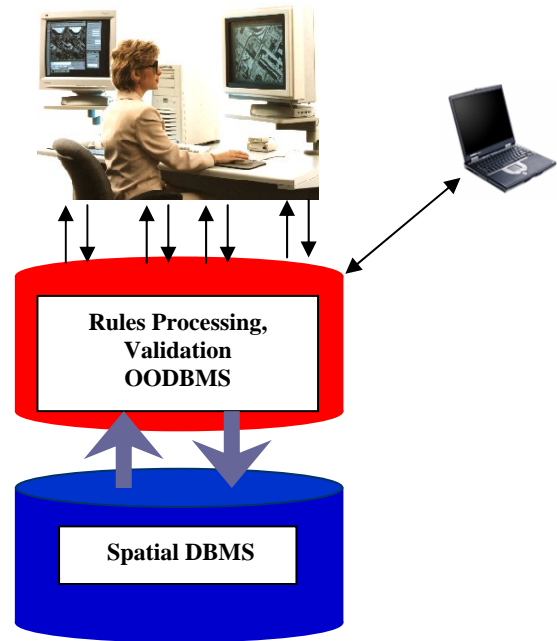 Rules Processing,
Validation
OODBMS
Spatial DBMS